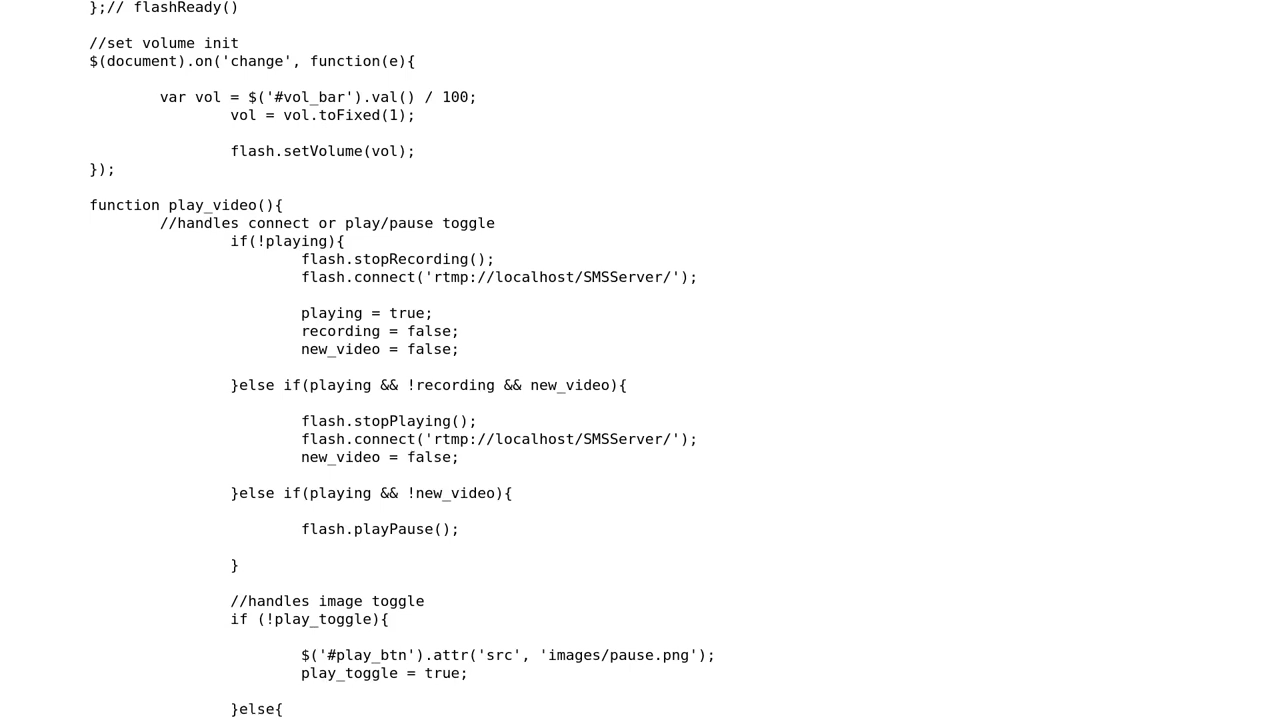 };// flashReady()
//set volume init
$(document).on('change', function(e){
var vol = $('#vol_bar').val() / 100;
vol = vol.toFixed(1);
flash.setVolume(vol);
});
function play_video(){
//handles connect or play/pause toggle
if(!playing){
flash.stopRecording();
flash.connect('rtmp://localhost/SMSServer/');
playing = true;
recording = false;
new_video = false;
}else if(playing && !recording && new_video){
flash.stopPlaying();
flash.connect('rtmp://localhost/SMSServer/');
new_video = false;
}else if(playing && !new_video){
flash.playPause();
}
//handles image toggle
if (!play_toggle){
$('#play_btn').attr('src', 'images/pause.png');
play_toggle = true;
}else{